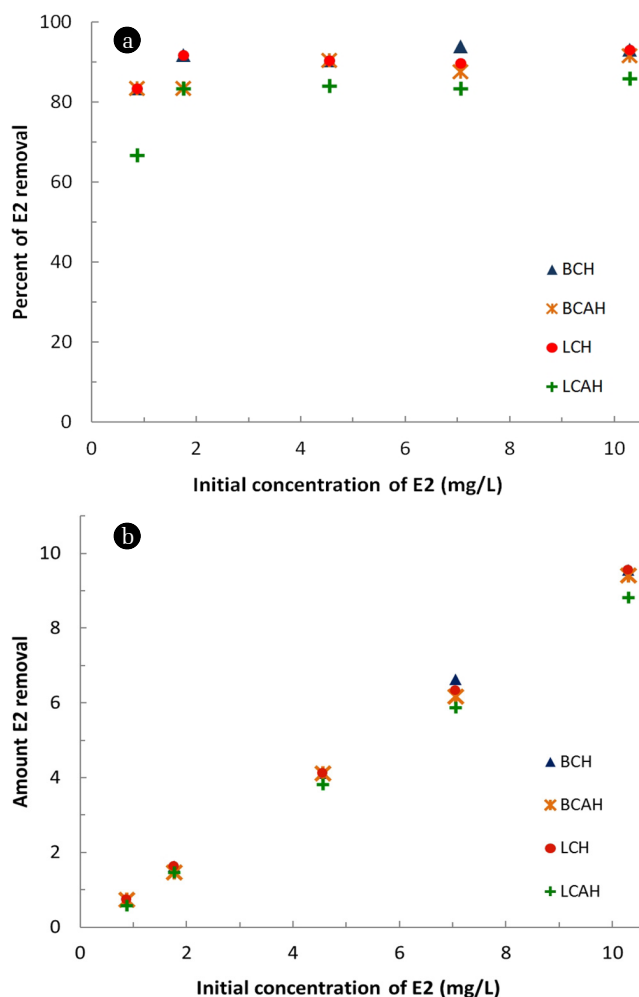 a
Percent of E2 removal
100
80
60
40
20
0
0 2 4 6 8 10
Initial concentration of E2 (mg/L)
BCH
BCAH
LCH
LCAH
b
Amount E2 removal
10
8
6
4
2
0
0 2 4 6 8 10
Initial concentration of E2 (mg/L)
BCH
BCAH
LCH
LCAH